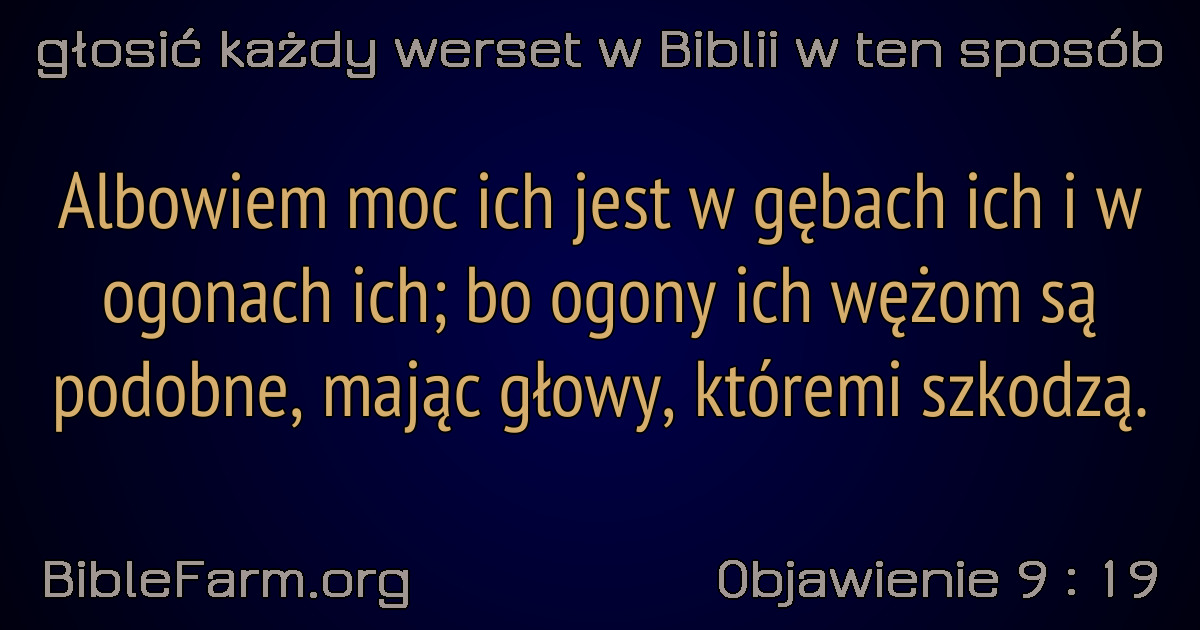 głosić każdy werset w Biblii w ten sposób
Albowiem moc ich jest w gębach ich i w
ogonach ich; bo ogony ich wężom są
podobne, mając głowy, któremi szkodzą.
BibleFarm.org
Objawienie 9 : 19